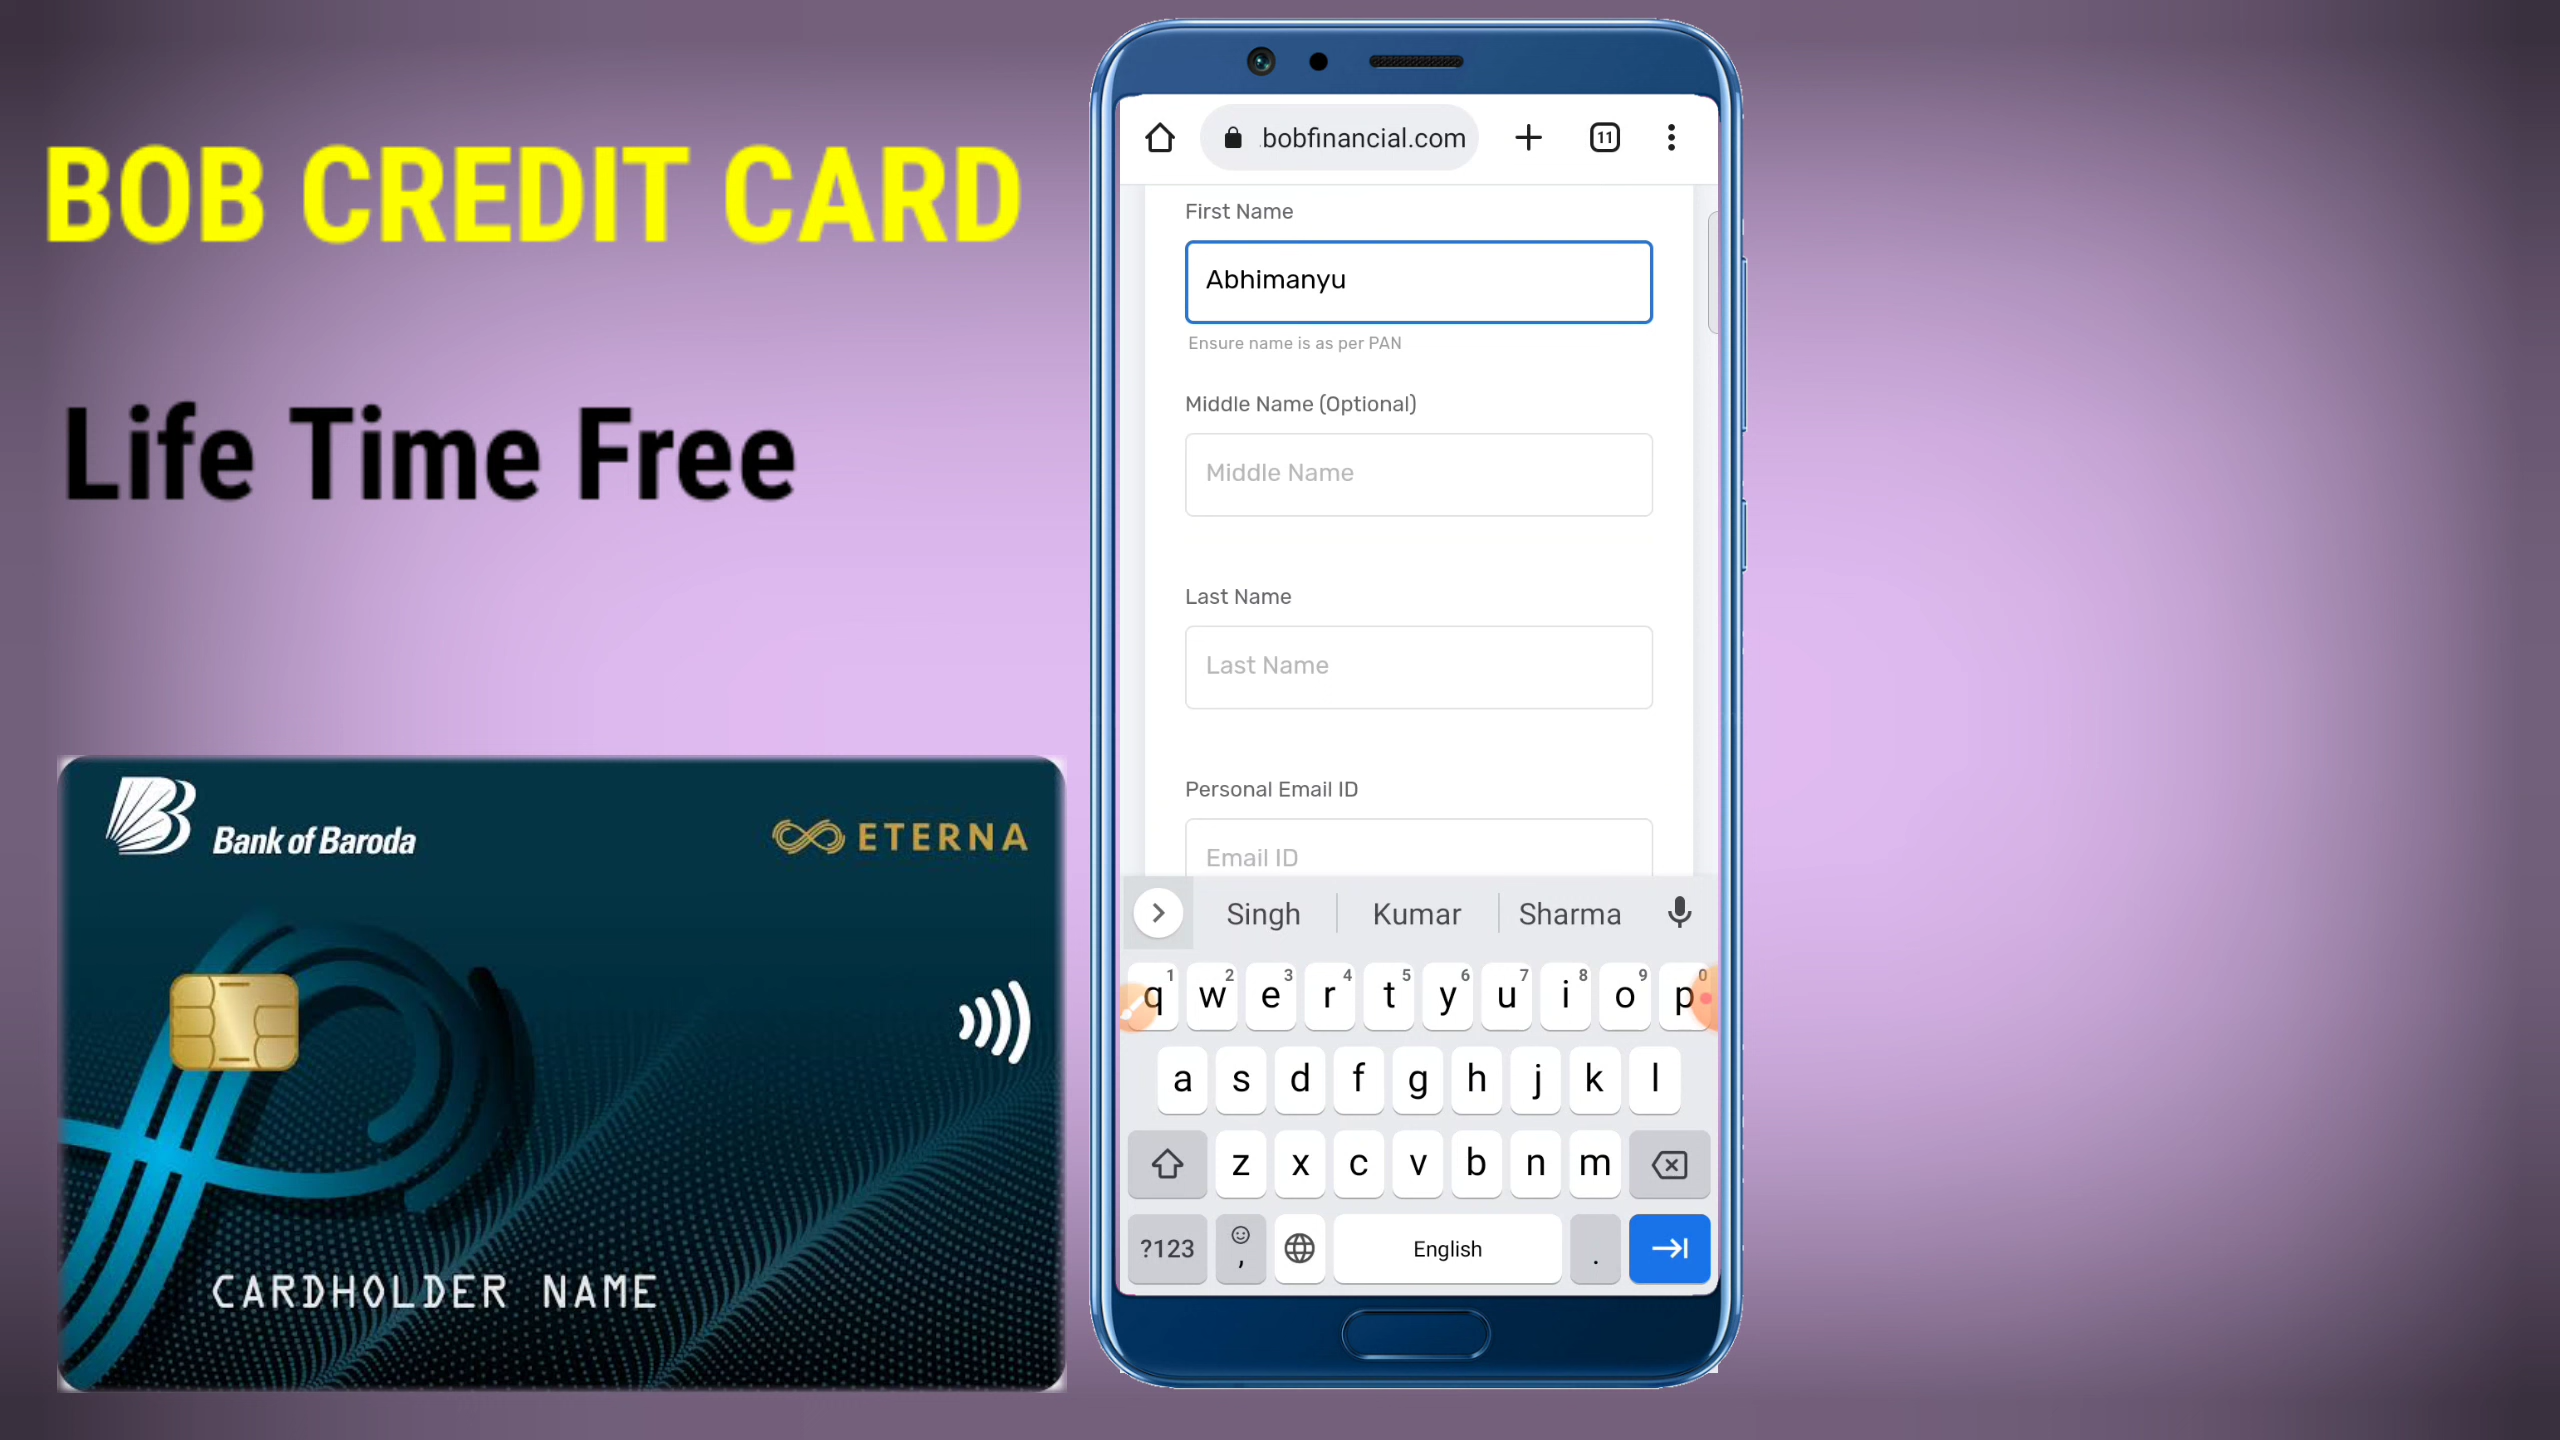 BOB CREDIT CARD
Life Time Free
Bank of Baroda
ETERNA
CARDHOLDER NAME
bobfinancial.com
11
First Name
Abhimanyu
Ensure name is as per PAN
Middle Name (Optional)
Middle Name
Last Name
Last Name
Personal Email ID
Email ID
Singh Kumar Sharma
1 2 3 4 5 6 7 8 9 0
q w e r t y u i o p
a s d f g h j k l
z x c v b n m
?123 , English .